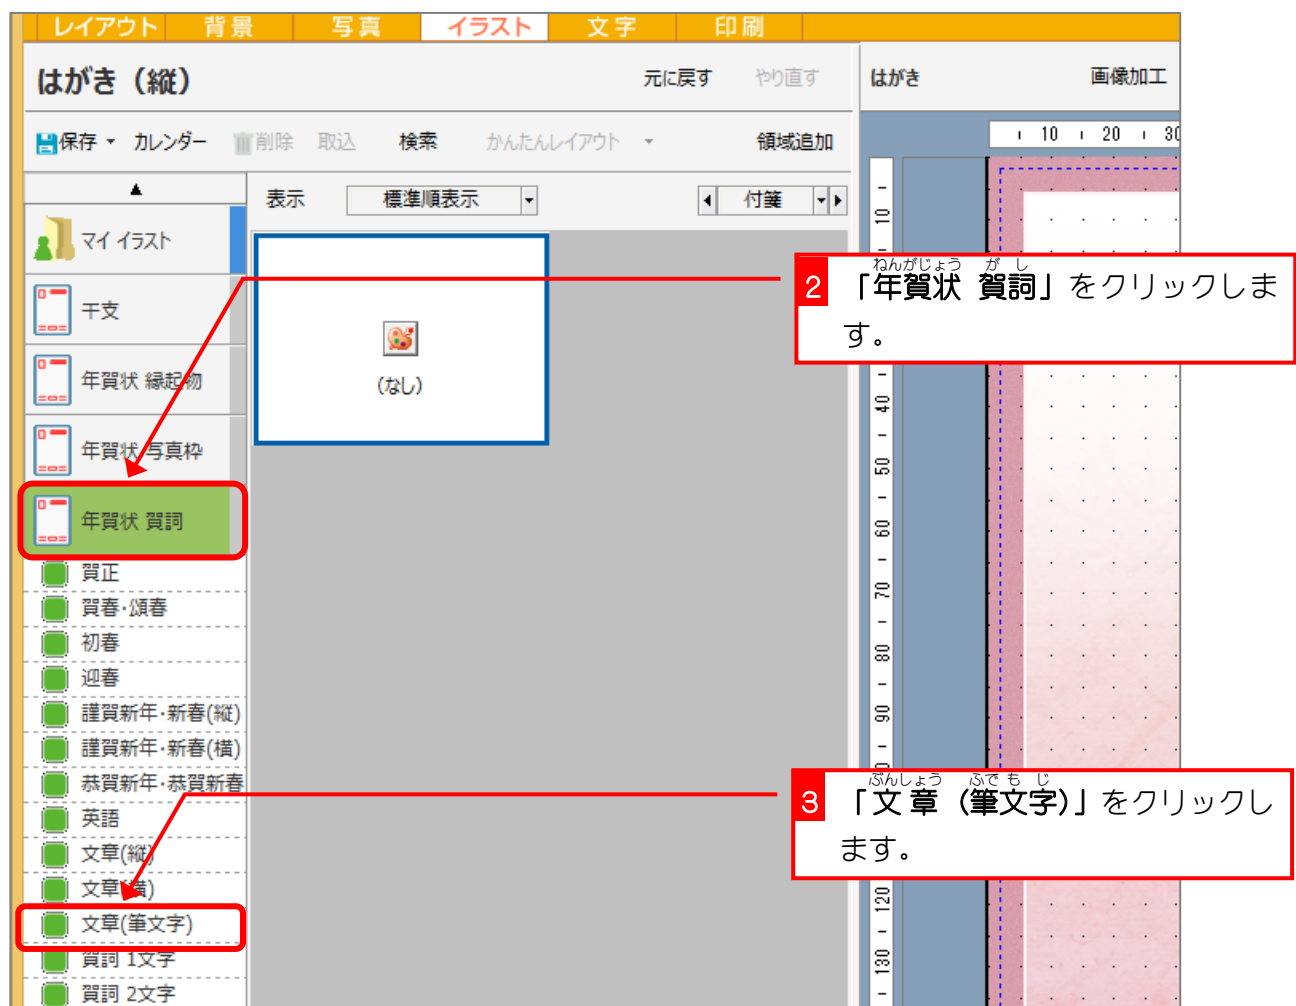 レイアウト 背景 写真 イラスト 文字 印刷
はがき（縦） 元に戻す やり直す
保存 カレンダー 削除 取込 検索 かんたんレイアウト 領域追加
表示 標準順表示 付箋
マイ イラスト
干支
年賀状 縁起物
年賀状 写真枠
年賀状 賀詞
賀正
賀春・頌春
初春
迎春
謹賀新年・新春(縦)
謹賀新年・新春(横)
恭賀新年・恭賀新春
英語
文章(縦)
文章(横)
文章(筆文字)
賀詞 1文字
賀詞 2文字
(なし)
はがき 画像加工
10 20 30
10
40
50
60
70
80
90
120
130
ねんがじょう がし
2 「年賀状 賀詞」をクリックしま
す。
ぶんしょう ふでもじ
3 「文章（筆文字）」をクリックし
ます。